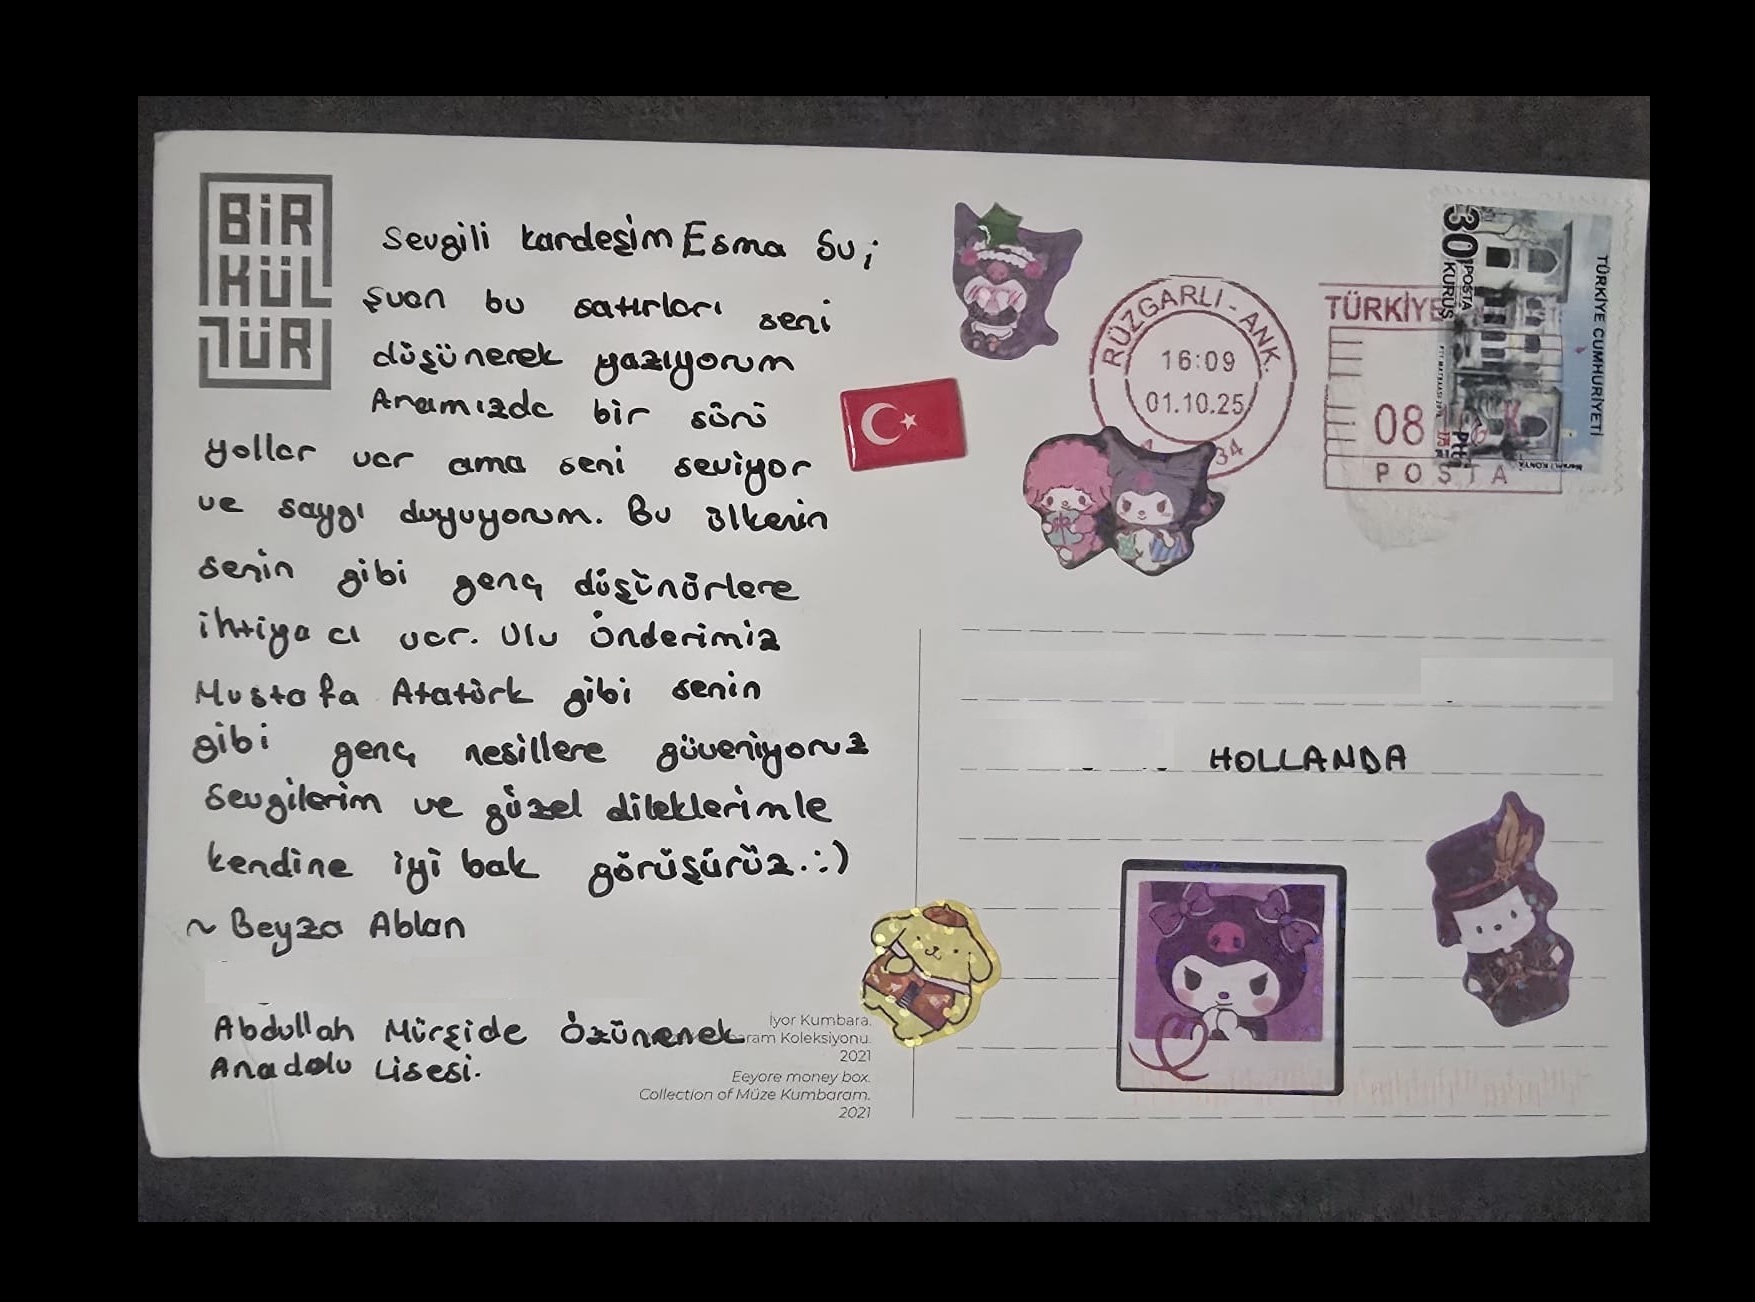 BİR
KÜL
TÜR
Sevgili kardeşim Esma Su;
şuan bu satırları seni
düşünerek yazıyorum
Aramızda bir sürü
yollar var ama seni seviyor
ve saygı duyuyorum. Bu ülkenin
senin gibi genç düşünürlere
ihtiyacı var. Ulu önderimiz
Mustafa Atatürk gibi senin
gibi genç nesillere güveniyoruz
Sevgilerim ve güzel dileklerimle
kendine iyi bak görüşürüz.:)
~ Beyza Ablan
Abdullah Mürşide Özünenek
Anadolu Lisesi.
İyor Kumbara.
ram Koleksiyonu.
2021
Eeyore money box.
Collection of Müze Kumbaram.
2021
RÜZGARLI - ANK.
16:09
01.10.25
34
TÜRKİYE
08
POSTA
30
POSTA
KURUŞ
TÜRKİYE CUMHURİYETİ
Ptt
Meram / KONYA
HOLLANDA